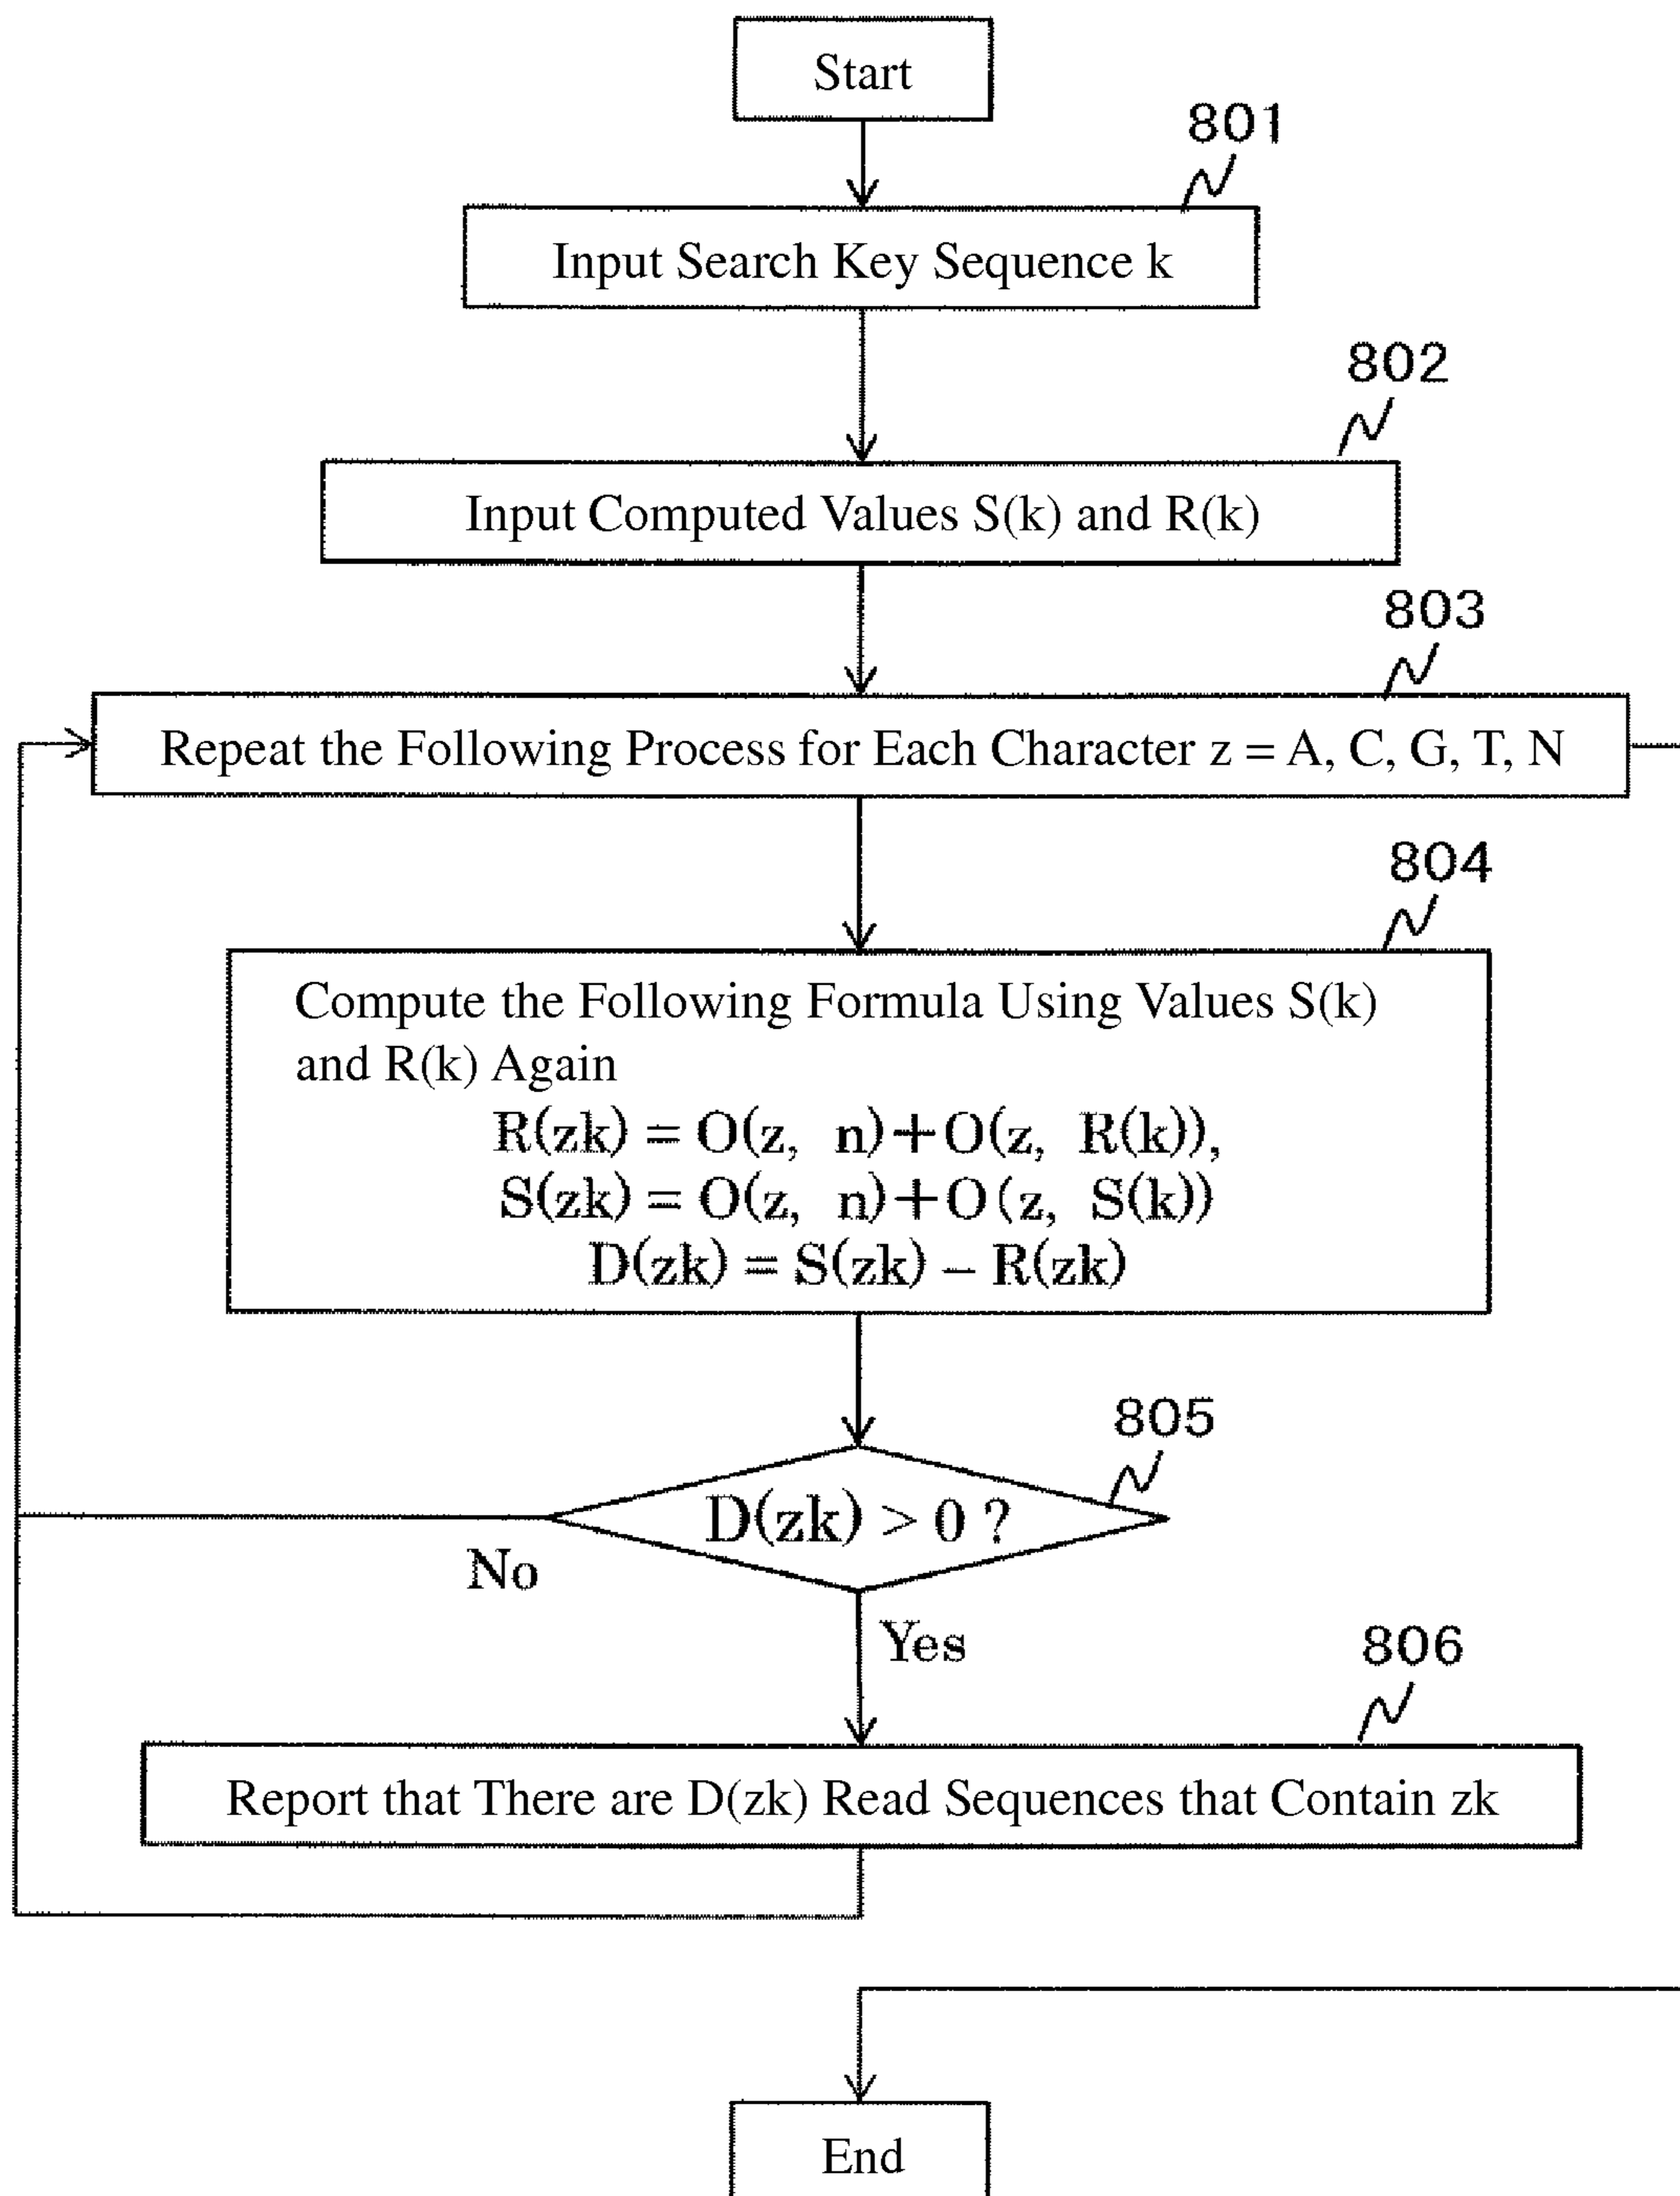 Start
801
Input Search Key Sequence k
802
Input Computed Values S(k) and R(k)
803
Repeat the Following Process for Each Character z = A, C, G, T, N
804
Compute the Following Formula Using Values S(k)
and R(k) Again
R(zk) = O(z, n)+O(z, R(k)),
S(zk) = O(z, n)+O(z, S(k))
D(zk) = S(zk) – R(zk)
805
D(zk) > 0 ?
No
Yes
806
Report that There are D(zk) Read Sequences that Contain zk
End